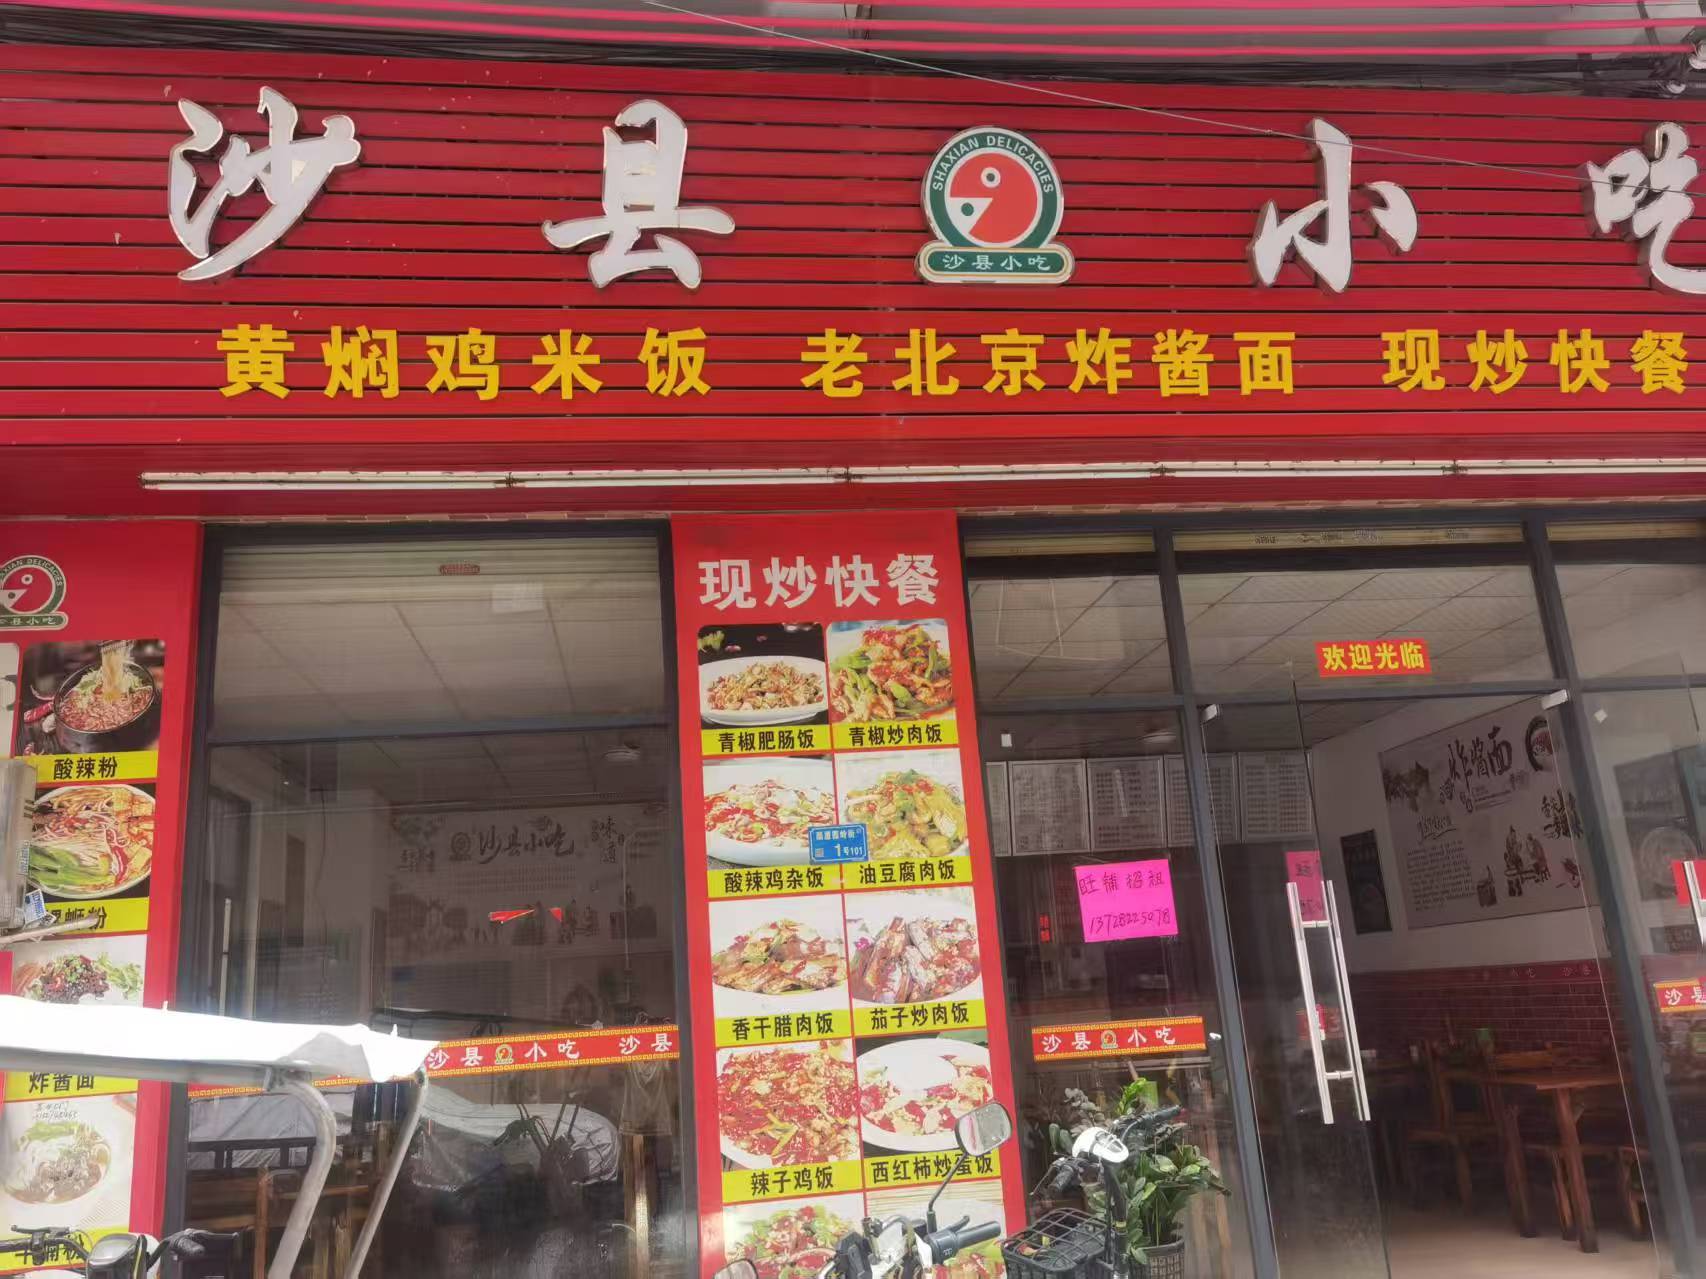 沙县小吃
SHAXIAN DELICACIES
沙县小吃
黄焖鸡米饭 老北京炸酱面 现炒快餐
现炒快餐
欢迎光临
青椒肥肠饭 青椒炒肉饭
酸辣粉
酸辣鸡杂饭 油豆腐肉饭
1号101
炸酱面
沙县小吃
味道
旺铺招租
13728225078
香干腊肉饭 茄子炒肉饭
沙县小吃 沙县
沙县小吃
沙县
炸酱面
辣子鸡饭 西红柿炒蛋饭